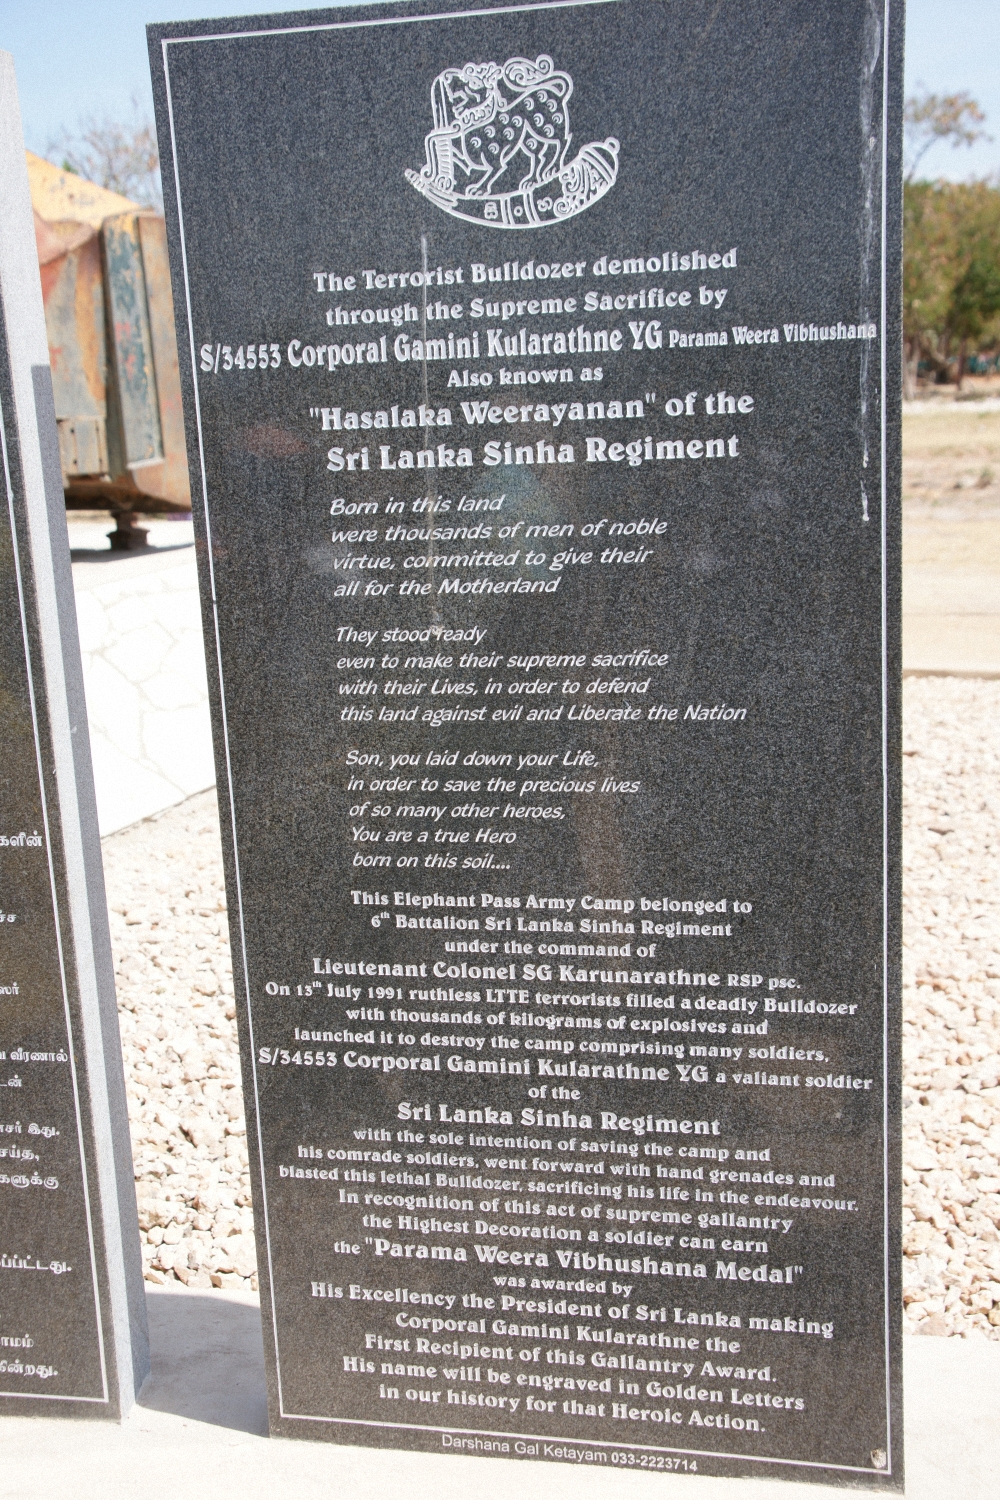 The Terrorist Bulldozer demolished
through the Supreme Sacrifice by
S/34553 Corporal Gamini Kularathne YG Parama Weera Vibhushana
Also known as
"Hasalaka Weerayanan" of the
Sri Lanka Sinha Regiment
Born in this land
were thousands of men of noble
virtue, committed to give their
all for the Motherland
They stood ready
even to make their supreme sacrifice
with their Lives, in order to defend
this land against evil and Liberate the Nation
Son, you laid down your Life,
in order to save the precious lives
of so many other heroes,
You are a true Hero
born on this soil....
This Elephant Pass Army Camp belonged to
6th Battalion Sri Lanka Sinha Regiment
under the command of
Lieutenant Colonel SG Karunarathne RSP psc.
On 13th July 1991 ruthless LTTE terrorists filled a deadly Bulldozer
with thousands of kilograms of explosives and
launched it to destroy the camp comprising many soldiers.
S/34553 Corporal Gamini Kularathne YG a valiant soldier
of the
Sri Lanka Sinha Regiment
with the sole intention of saving the camp and
his comrade soldiers, went forward with hand grenades and
blasted this lethal Bulldozer, sacrificing his life in the endeavour.
In recognition of this act of supreme gallantry
the Highest Decoration a soldier can earn
the "Parama Weera Vibhushana Medal"
was awarded by
His Excellency the President of Sri Lanka making
Corporal Gamini Kularathne the
First Recipient of this Gallantry Award.
His name will be engraved in Golden Letters
in our history for that Heroic Action.
Darshana Gal Ketayam 033-2223714